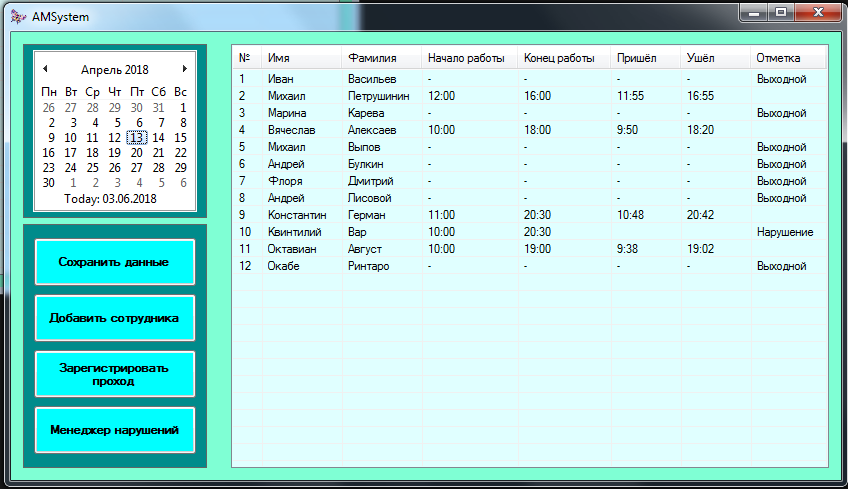 AMSystem
Апрель 2018
Пн Вт Ср Чт Пт Сб Вс
26 27 28 29 30 31 1
2 3 4 5 6 7 8
9 10 11 12 13 14 15
16 17 18 19 20 21 22
23 24 25 26 27 28 29
30 1 2 3 4 5 6
Today: 03.06.2018
Сохранить данные
Добавить сотрудника
Зарегистрировать
проход
Менеджер нарушений
№ Имя Фамилия Начало работы Конец работы Пришёл Ушёл Отметка
1 Иван Васильев - - - - Выходной
2 Михаил Петрушинин 12:00 16:00 11:55 16:55
3 Марина Карева - - - - Выходной
4 Вячеслав Алексаев 10:00 18:00 9:50 18:20
5 Михаил Выпов - - - - Выходной
6 Андрей Булкин - - - - Выходной
7 Флоря Дмитрий - - - - Выходной
8 Андрей Лисовой - - - - Выходной
9 Константин Герман 11:00 20:30 10:48 20:42
10 Квинтилий Вар 10:00 20:30 Нарушение
11 Октавиан Август 10:00 19:00 9:38 19:02
12 Окабе Ринтаро - - - - Выходной